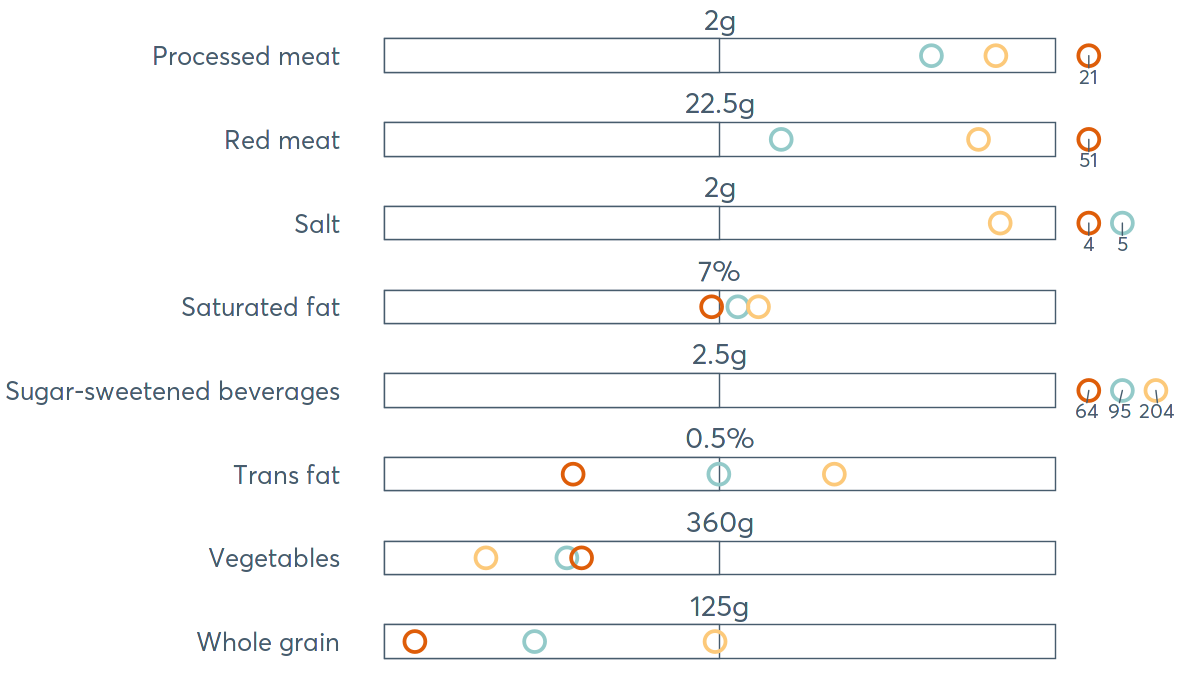 2g
Processed meat
21
22.5g
Red meat
51
2g
Salt
4 5
7%
Saturated fat
2.5g
Sugar-sweetened beverages
64 95 204
0.5%
Trans fat
360g
Vegetables
125g
Whole grain